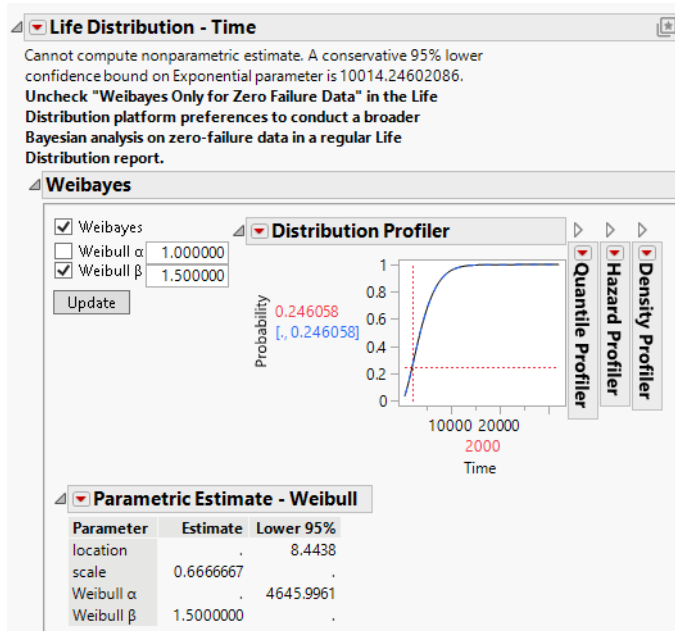 Life Distribution - Time
Cannot compute nonparametric estimate. A conservative 95% lower
confidence bound on Exponential parameter is 10014.24602086.
Uncheck "Weibayes Only for Zero Failure Data" in the Life
Distribution platform preferences to conduct a broader
Bayesian analysis on zero-failure data in a regular Life
Distribution report.
Weibayes
Weibayes
Weibull α 1.000000
Weibull β 1.500000
Update
Distribution Profiler
Probability
0.246058
[., 0.246058]
1
0.8
0.6
0.4
0.2
0
10000 20000
2000
Time
Quantile Profiler
Hazard Profiler
Density Profiler
Parametric Estimate - Weibull
Parameter Estimate Lower 95%
location . 8.4438
scale 0.6666667 .
Weibull α . 4645.9961
Weibull β 1.5000000 .